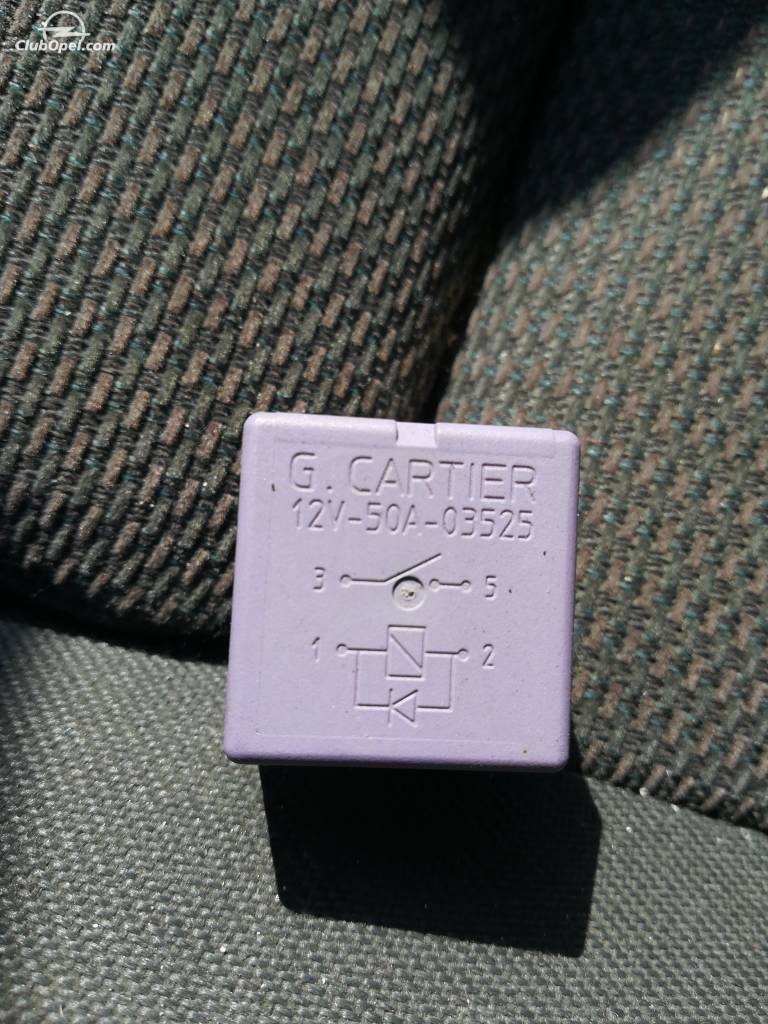 ClubOpel.com
G. CARTIER
12V-50A-03525
3 5
1 2